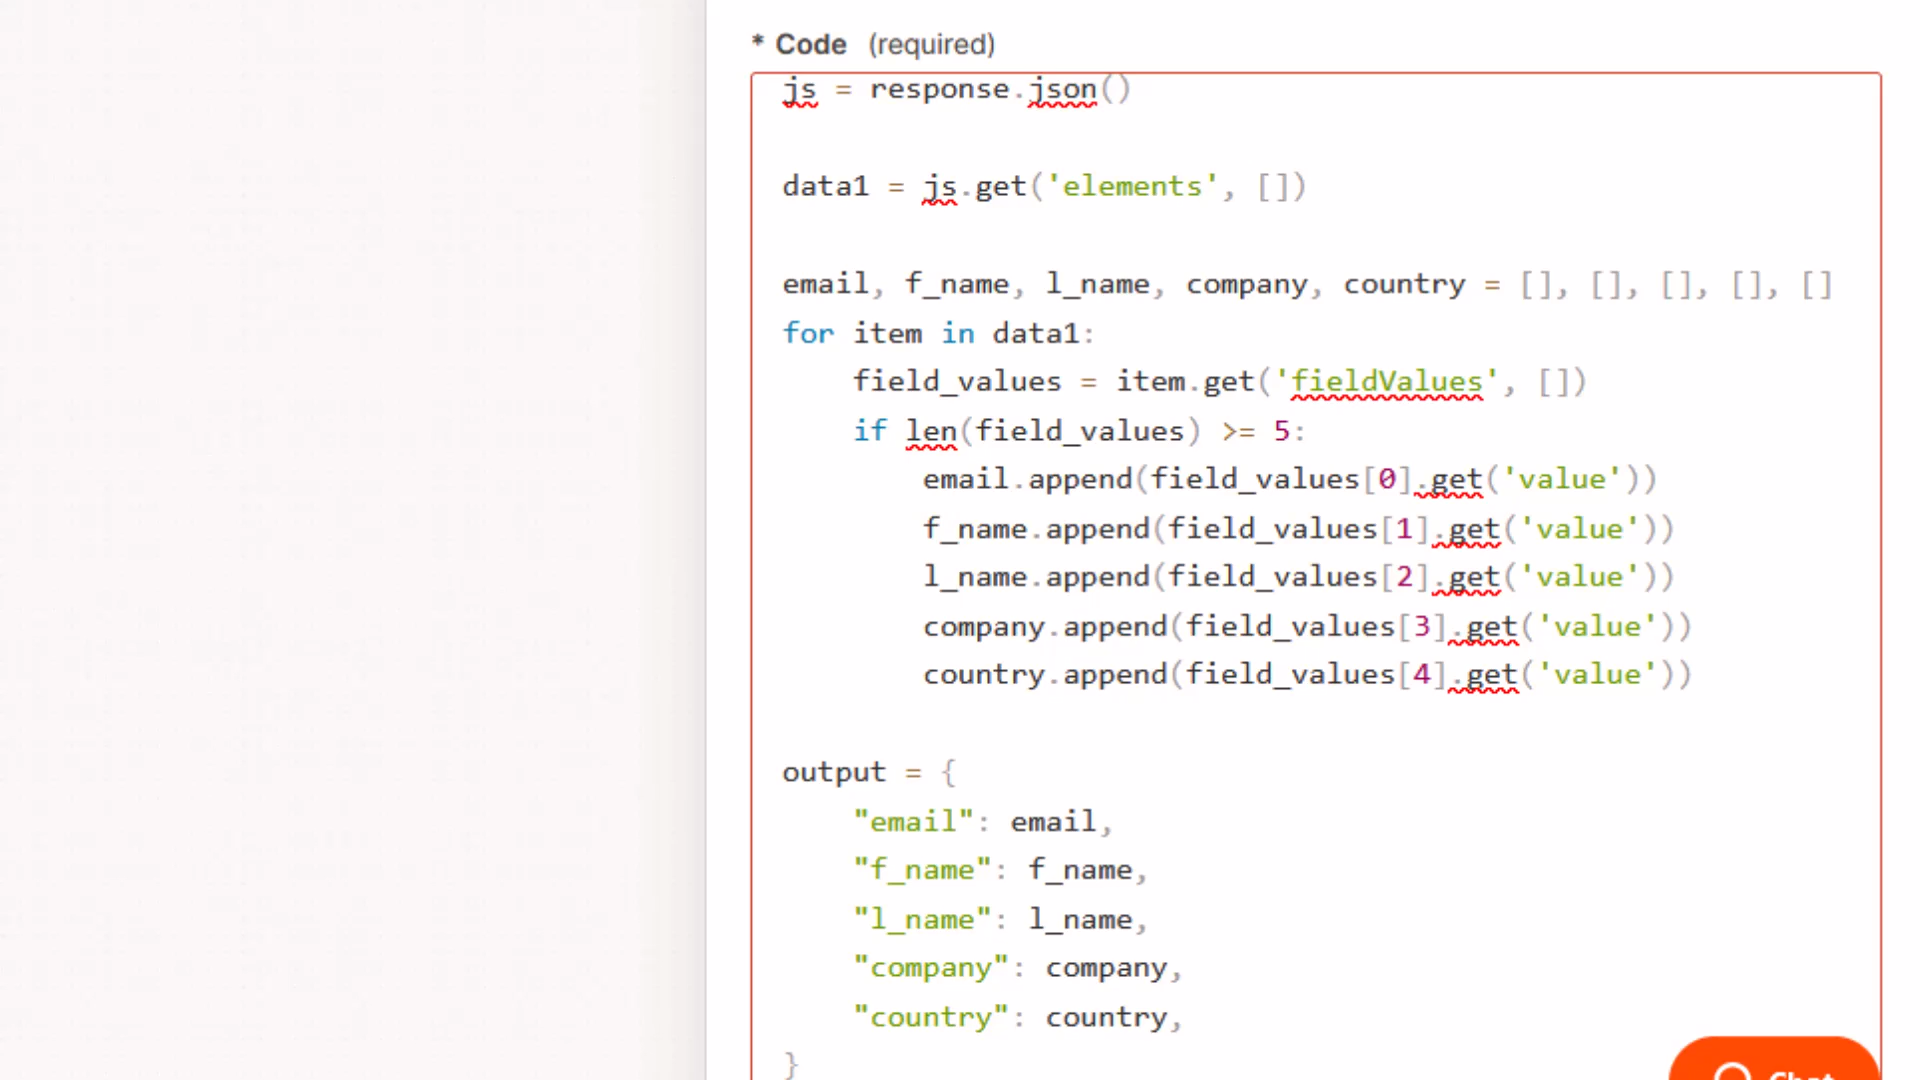 * Code (required)
js = response.json()
data1 = js.get('elements', [])
email, f_name, l_name, company, country = [], [], [], [], []
for item in data1:
    field_values = item.get('fieldValues', [])
    if len(field_values) >= 5:
        email.append(field_values[0].get('value'))
        f_name.append(field_values[1].get('value'))
        l_name.append(field_values[2].get('value'))
        company.append(field_values[3].get('value'))
        country.append(field_values[4].get('value'))
output = {
    "email": email,
    "f_name": f_name,
    "l_name": l_name,
    "company": company,
    "country": country,
}
Chat